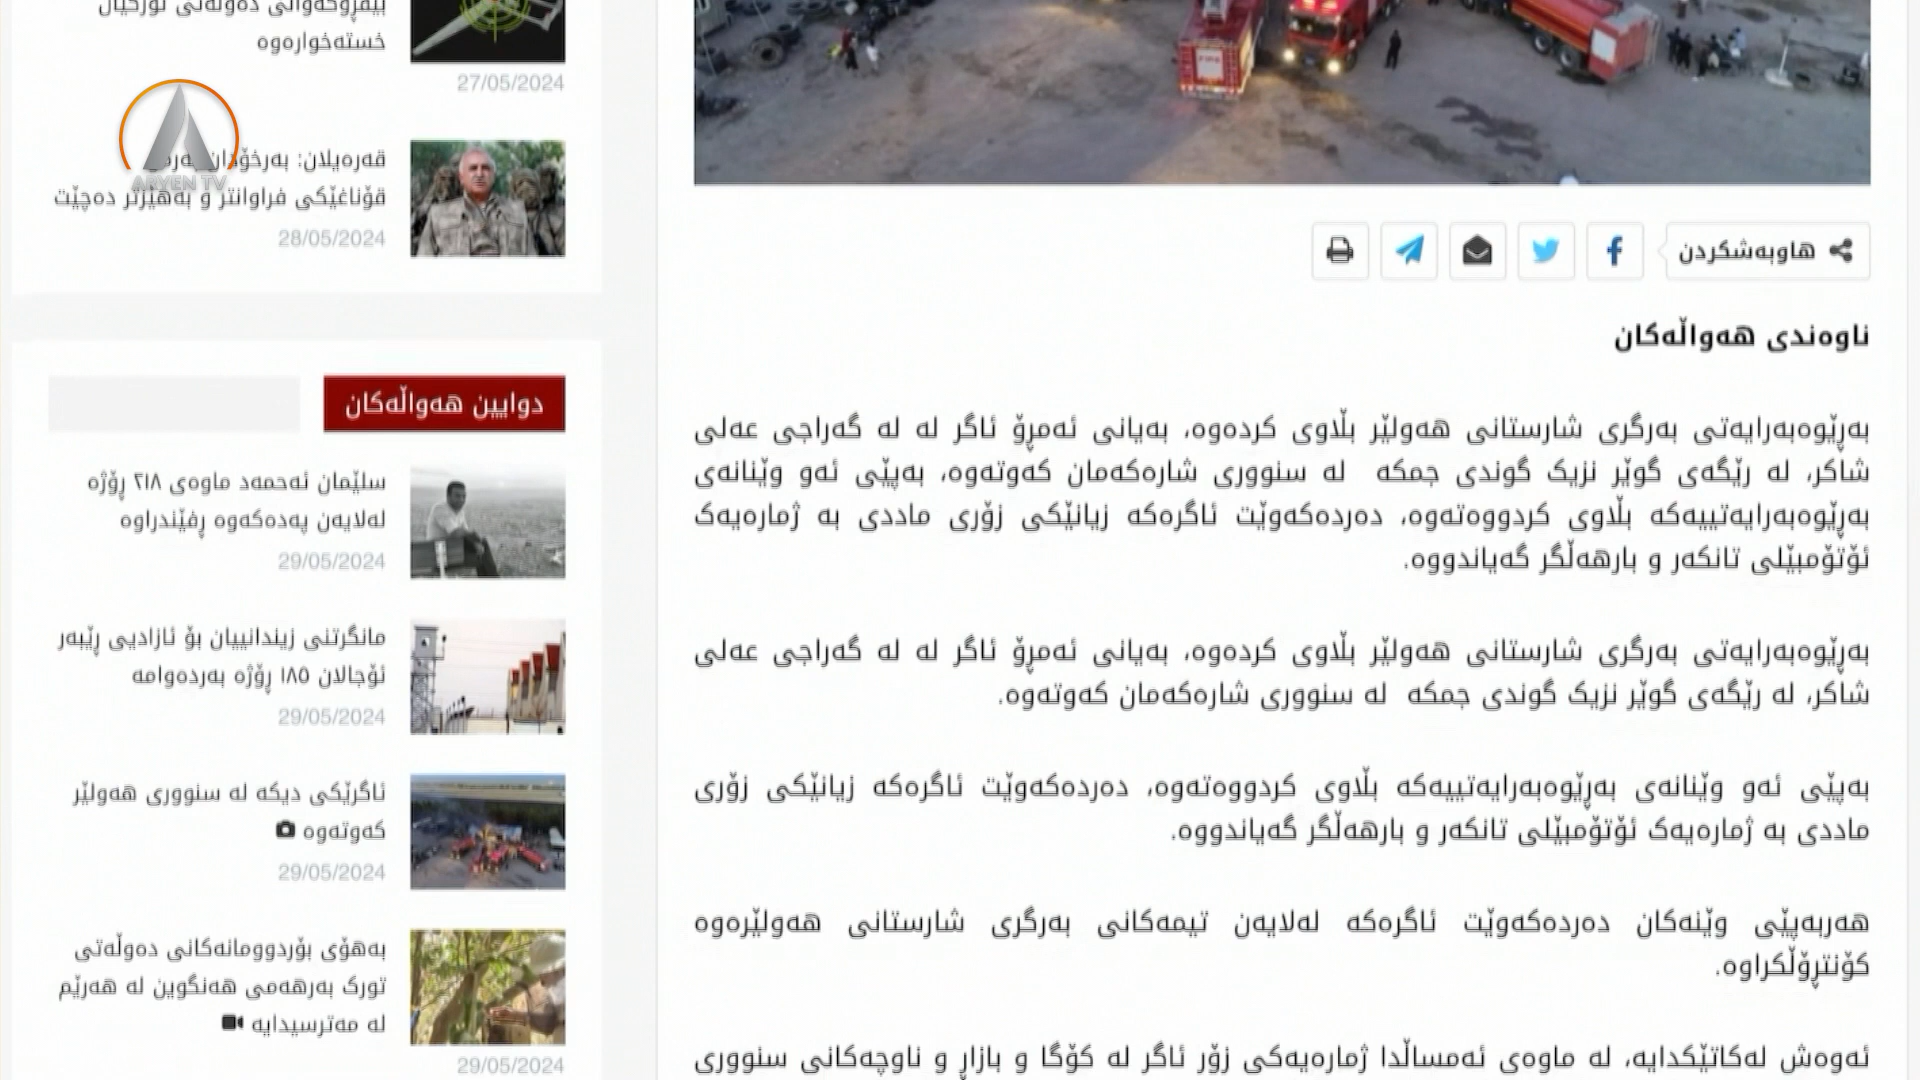 هاوبەشکردن
ناوەندی هەواڵەکان
بەڕێوەبەرایەتی بەرگری شارستانی هەولێر بڵاوی کردەوە، بەیانی ئەمڕۆ ئاگر لە لە گەراجی عەلی
شاکر، لە رێگەی گوێر نزیک گوندی جمکە لە سنووری شارەکەمان کەوتەوە، بەپێی ئەو وێنانەی
بەڕێوەبەرایەتییەکە بڵاوی کردووەتەوە، دەردەکەوێت ئاگرەکە زیانێکی زۆری ماددی بە ژمارەیەک
ئۆتۆمبێلی تانکەر و بارهەڵگر گەیاندووە.
بەڕێوەبەرایەتی بەرگری شارستانی هەولێر بڵاوی کردەوە، بەیانی ئەمڕۆ ئاگر لە لە گەراجی عەلی
شاکر، لە رێگەی گوێر نزیک گوندی جمکە لە سنووری شارەکەمان کەوتەوە.
بەپێی ئەو وێنانەی بەڕێوەبەرایەتییەکە بڵاوی کردووەتەوە، دەردەکەوێت ئاگرەکە زیانێکی زۆری
ماددی بە ژمارەیەک ئۆتۆمبێلی تانکەر و بارهەڵگر گەیاندووە.
هەربەپێی وێنەکان دەردەکەوێت ئاگرەکە لەلایەن تیمەکانی بەرگری شارستانی هەولێرەوە
کۆنترۆڵکراوە.
ئەوەش لەکاتێکدایە، لە ماوەی ئەمساڵدا ژمارەیەکی زۆر ئاگر لە کۆگا و بازاڕ و ناوچەکانی سنووری
خستەخوارەوە
27/05/2024
قەرەیلان: بەرخۆدان
قۆناغێکی فراوانتر و بەهێزتر دەچێت
28/05/2024
ARYEN TV
دوایین هەواڵەکان
سلێمان ئەحمەد ماوەی ٢١٨ ڕۆژە
لەلایەن پەدەکەوە ڕفێندراوە
29/05/2024
مانگرتنی زیندانییان بۆ ئازادیی ڕێبەر
ئۆجالان ١٨٥ ڕۆژە بەردەوامە
29/05/2024
ئاگرێکی دیکە لە سنووری هەولێر
کەوتەوە
29/05/2024
بەهۆی بۆردوومانەکانی دەوڵەتی
تورک بەرهەمی هەنگوین لە هەرێم
لە مەترسیدایە
29/05/2024